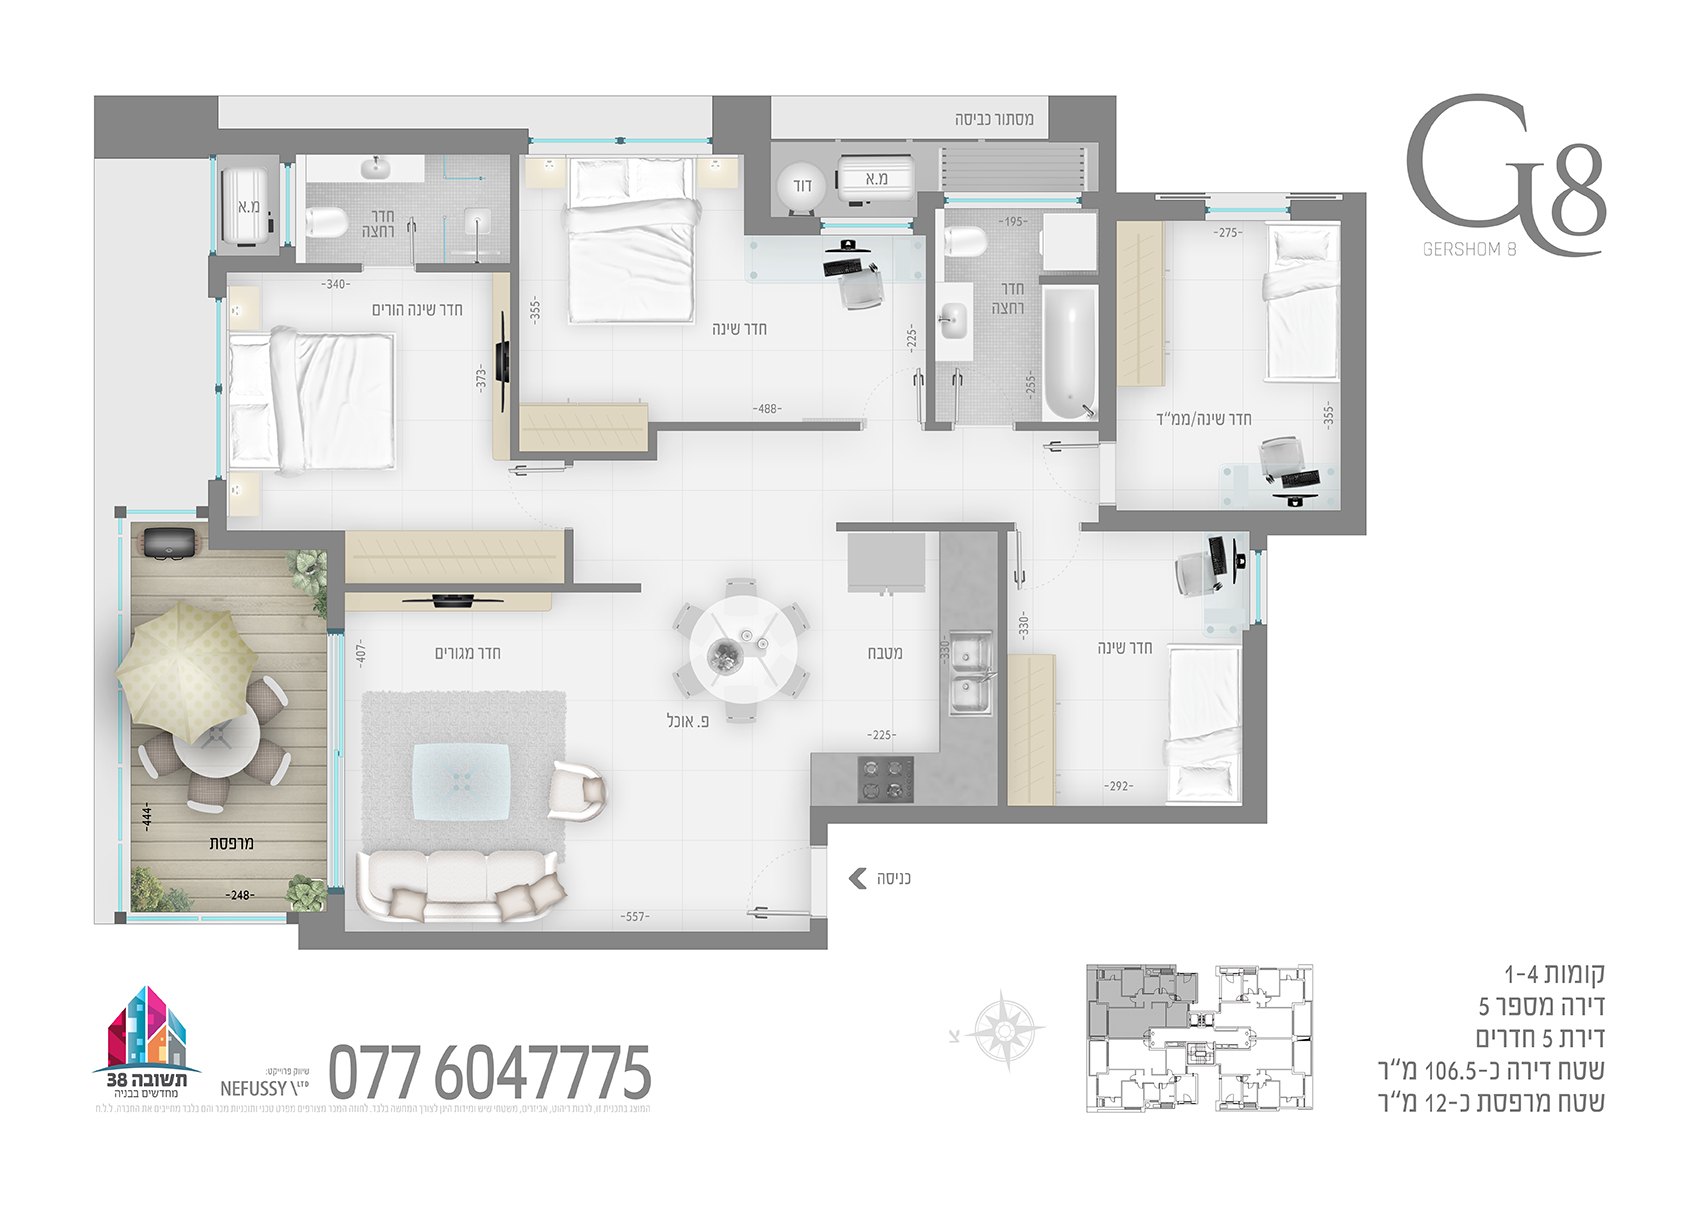 מסתור כביסה
G8
GERSHOM 8
מ.א
חדר
רחצה
דוד
מ.א
-195-
-275-
-340-
חדר שינה הורים
-355-
חדר שינה
-225-
חדר
רחצה
-373-
-255-
-488-
חדר שינה/ממ"ד
-355-
-407-
חדר מגורים
מטבח
-330-
-330-
חדר שינה
פ. אוכל
-225-
-292-
-444-
מרפסת
-248-
-557-
כניסה
קומות 1-4
דירה מספר 5
דירת 5 חדרים
שטח דירה כ-106.5 מ"ר
שטח מרפסת כ-12 מ"ר
צ
תשובה 38
מחדשים בבניה
שיווק פרוייקט:
NEFUSSY \ LTD
077 6047775
המוצג בתכנית זו, לרבות ריהוט, אביזרים, משטחי שיש ומידות הינן לצורך המחשה בלבד. לחוזה המכר מצורפים מפרט טכני ותוכניות מכר והם בלבד מחייבים את החברה. ט.ל.ח